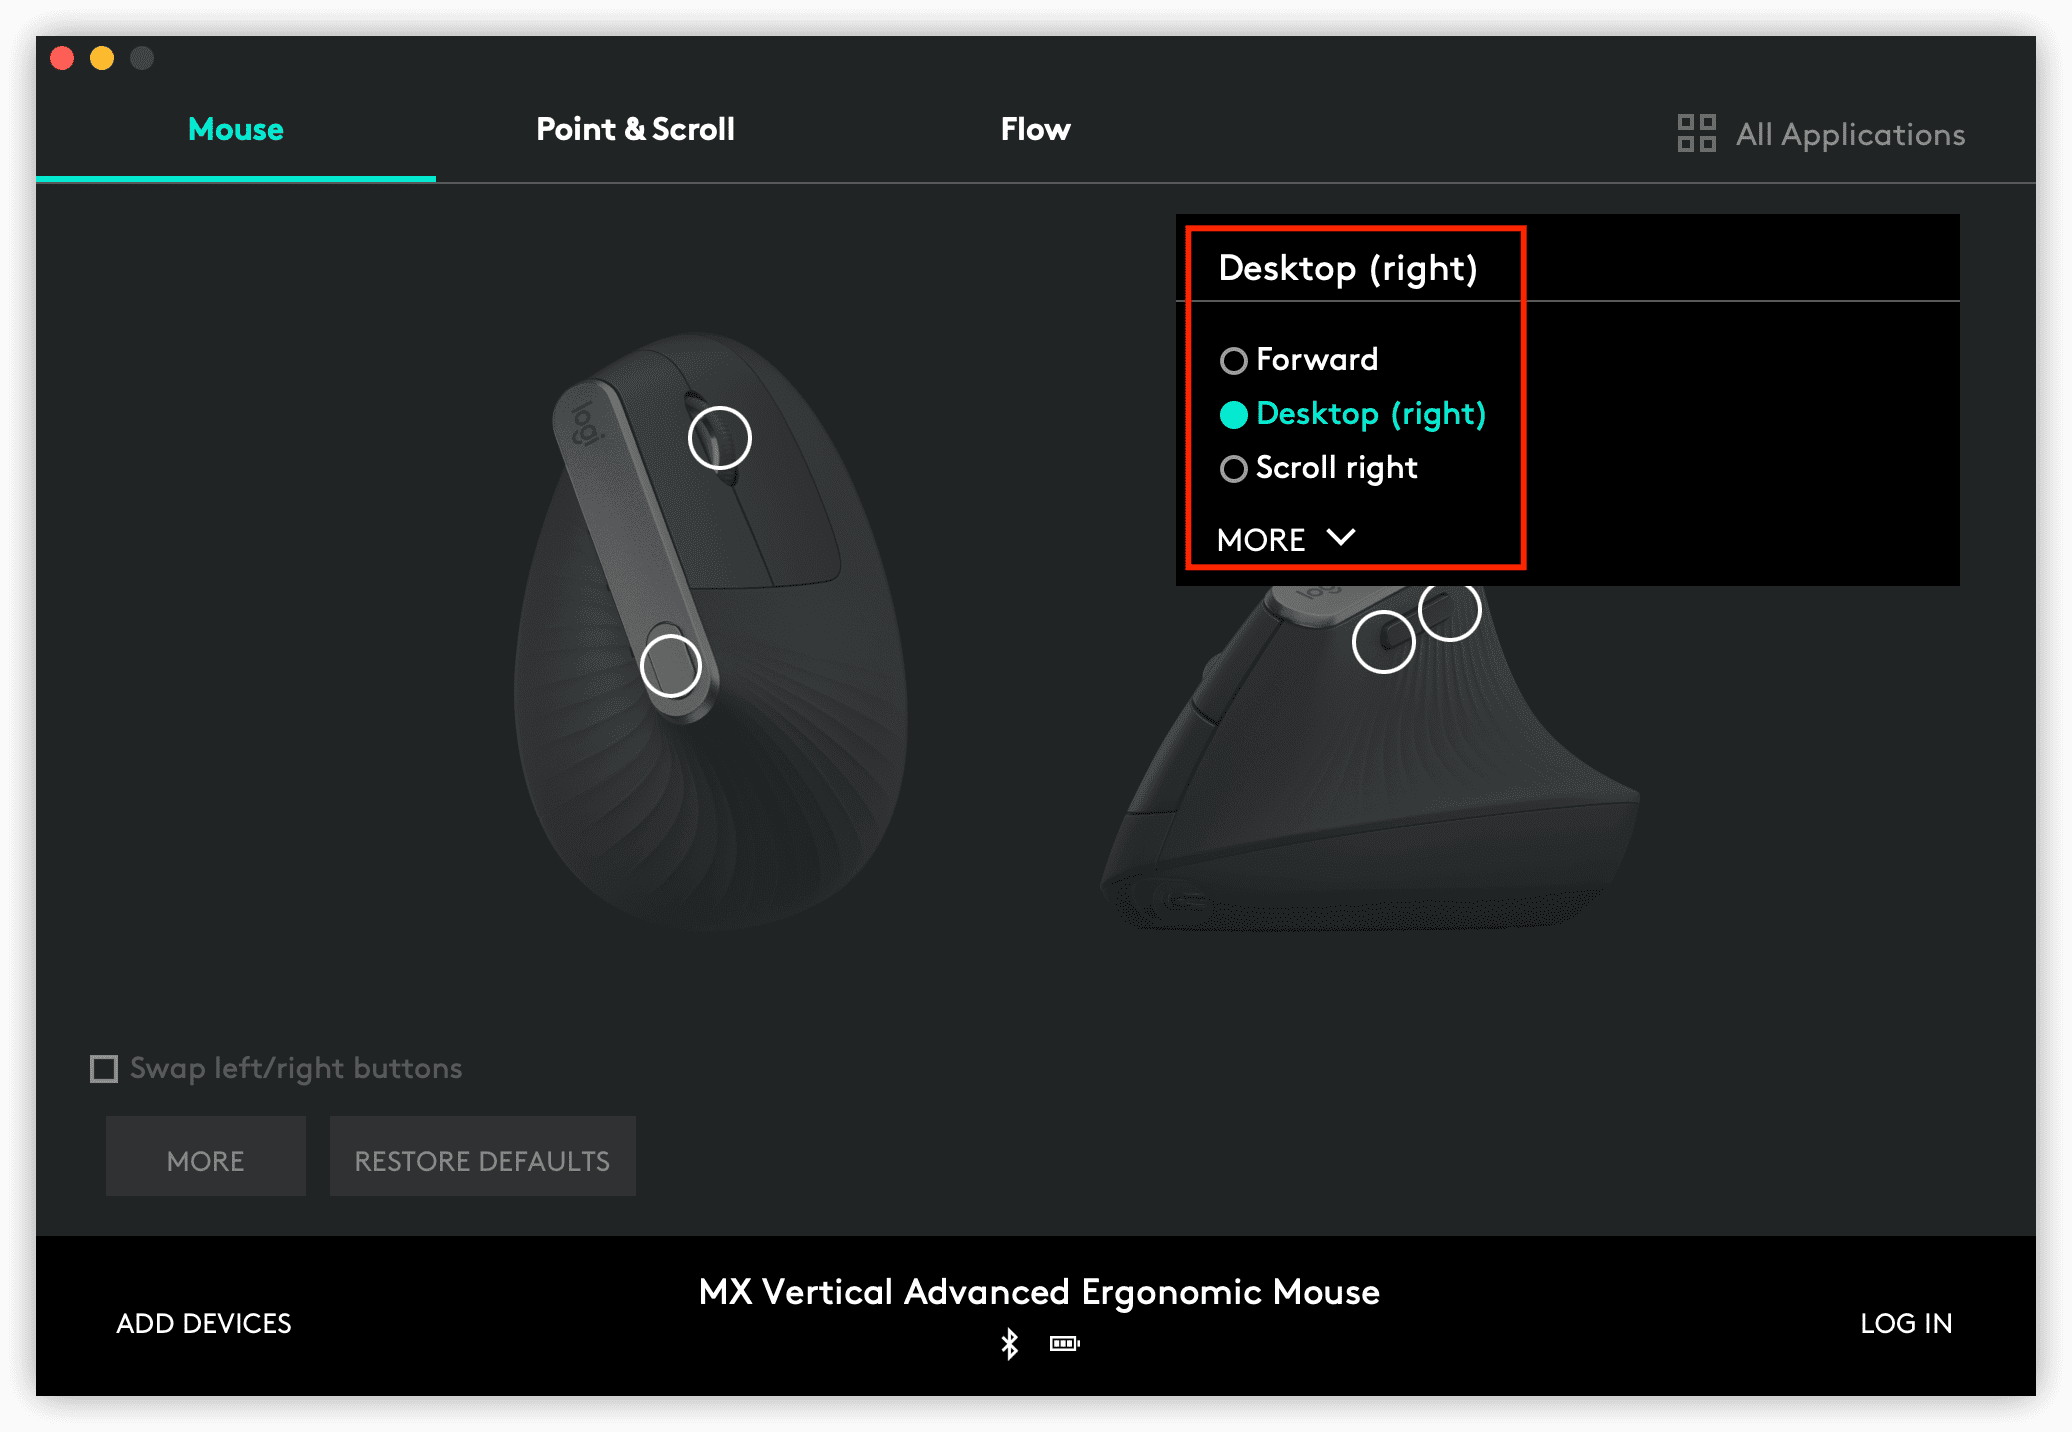 Mouse
Point & Scroll
Flow
All Applications
Desktop (right)
Forward
Desktop (right)
Scroll right
MORE
logi
logi
Swap left/right buttons
MORE
RESTORE DEFAULTS
MX Vertical Advanced Ergonomic Mouse
ADD DEVICES
LOG IN